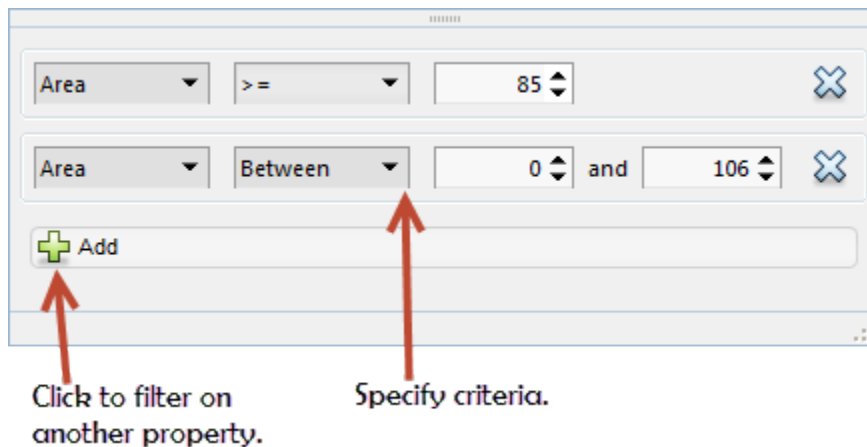 Area >= 85
Area Between 0 and 106
Add
Click to filter on Specify criteria.
another property.